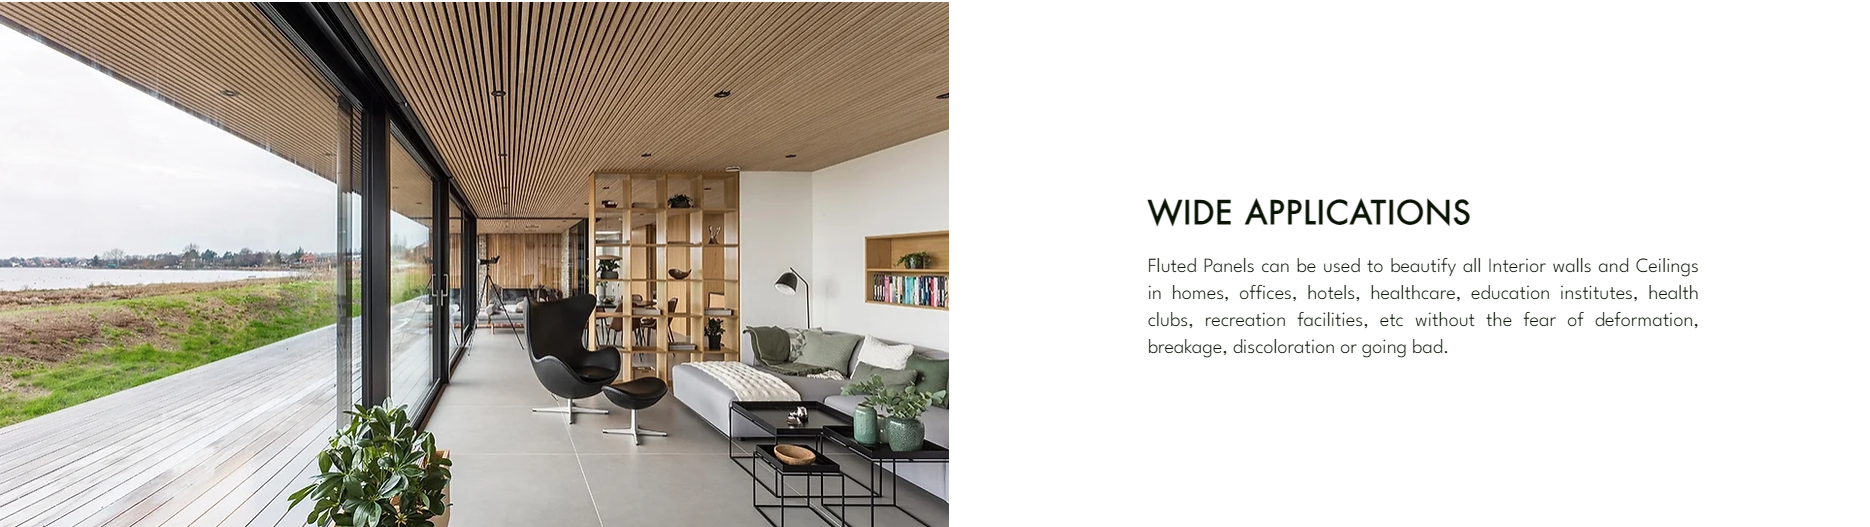 WIDE APPLICATIONS
Fluted Panels can be used to beautify all Interior walls and Ceilings
in homes, offices, hotels, healthcare, education institutes, health
clubs, recreation facilities, etc without the fear of deformation,
breakage, discoloration or going bad.